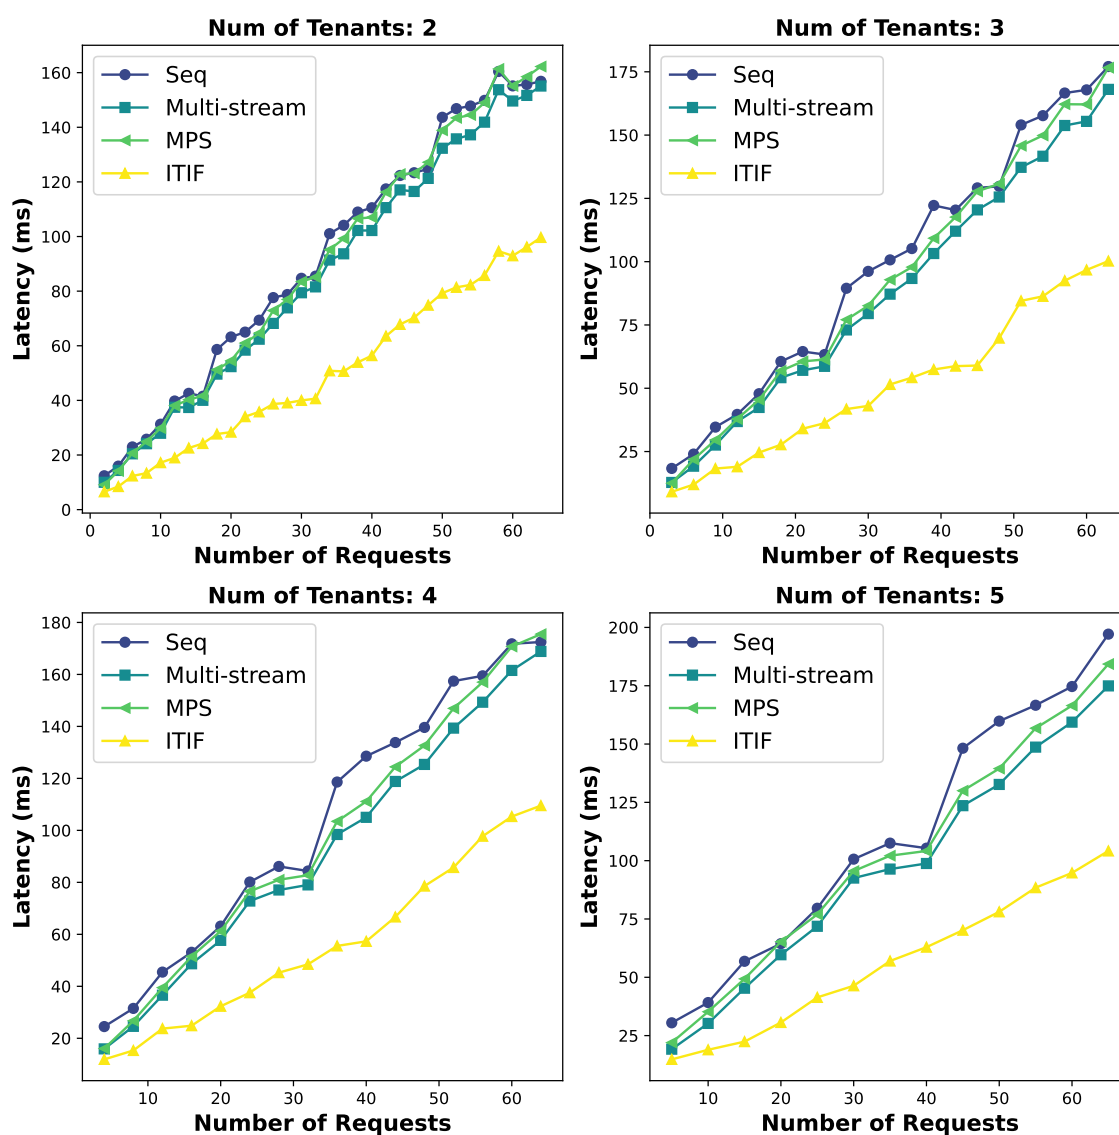 Num of Tenants: 2
160
140
120
100
80
60
40
20
0
Latency (ms)
Seq
Multi-stream
MPS
ITIF
0 10 20 30 40 50 60
Number of Requests
Num of Tenants: 3
175
150
125
100
75
50
25
Latency (ms)
Seq
Multi-stream
MPS
ITIF
0 10 20 30 40 50 60
Number of Requests
Num of Tenants: 4
180
160
140
120
100
80
60
40
20
Latency (ms)
Seq
Multi-stream
MPS
ITIF
10 20 30 40 50 60
Number of Requests
Num of Tenants: 5
200
175
150
125
100
75
50
25
Latency (ms)
Seq
Multi-stream
MPS
ITIF
10 20 30 40 50 60
Number of Requests